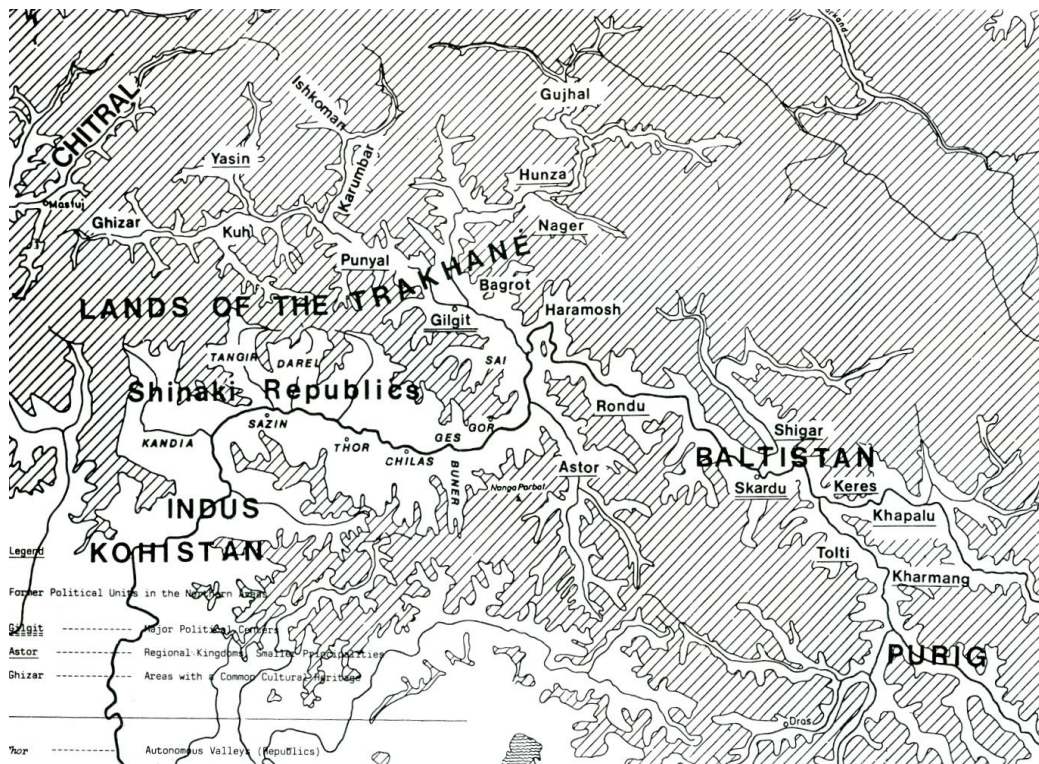 CHITRAL
Ishkoman
Gujhal
Yasin
Karumbar
Hunza
Mastuj
Ghizar
Kuh
Nager
Punyal
LANDS OF THE TRAKHANÉ
Bagrot
Gilgit
Haramosh
TANGIR
DAREL
SAI
Shinaki Republics
Rondu
SAZIN
GOR
KANDIA
THOR
GES
CHILAS
BUNER
Shigar
BALTISTAN
Astor
Nanga Parbat
Skardu
Keres
INDUS
KOHISTAN
Khapalu
Tolti
Kharmang
PURIG
Dras
Legend
Former Political Units in the Northern Areas
Gilgit ---------- Major Political Centers
Astor ---------- Regional Kingdoms, Smaller Principalities
Ghizar ---------- Areas with a Common Cultural Heritage
Thor ---------- Autonomous Valleys (Republics)